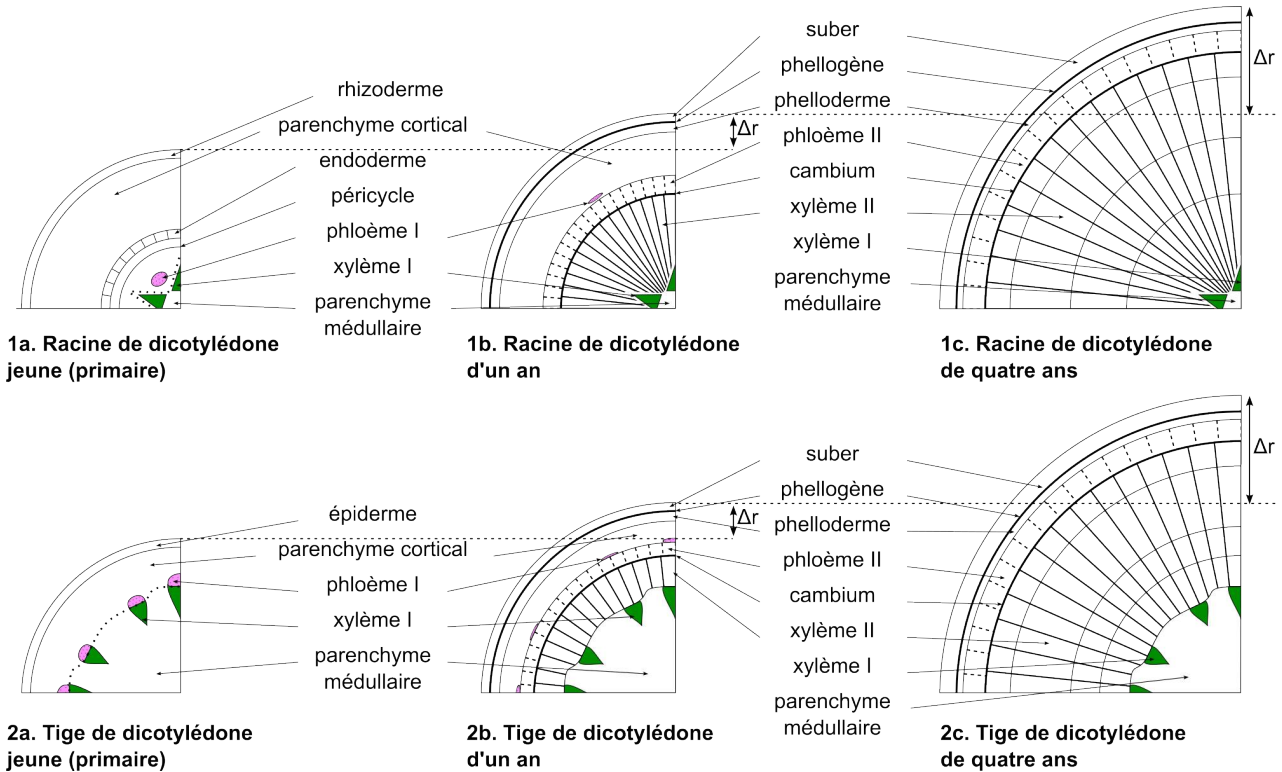 suber
phellogène
phelloderme
phloème II
cambium
xylème II
xylème I
parenchyme
médullaire
Δr
Δr
rhizoderme
parenchyme cortical
endoderme
péricycle
phloème I
xylème I
parenchyme
médullaire
1a. Racine de dicotylédone
jeune (primaire)
1b. Racine de dicotylédone
d'un an
1c. Racine de dicotylédone
de quatre ans
suber
phellogène
phelloderme
phloème II
cambium
xylème II
xylème I
parenchyme
médullaire
Δr
Δr
épiderme
parenchyme cortical
phloème I
xylème I
parenchyme
médullaire
2a. Tige de dicotylédone
jeune (primaire)
2b. Tige de dicotylédone
d'un an
2c. Tige de dicotylédone
de quatre ans